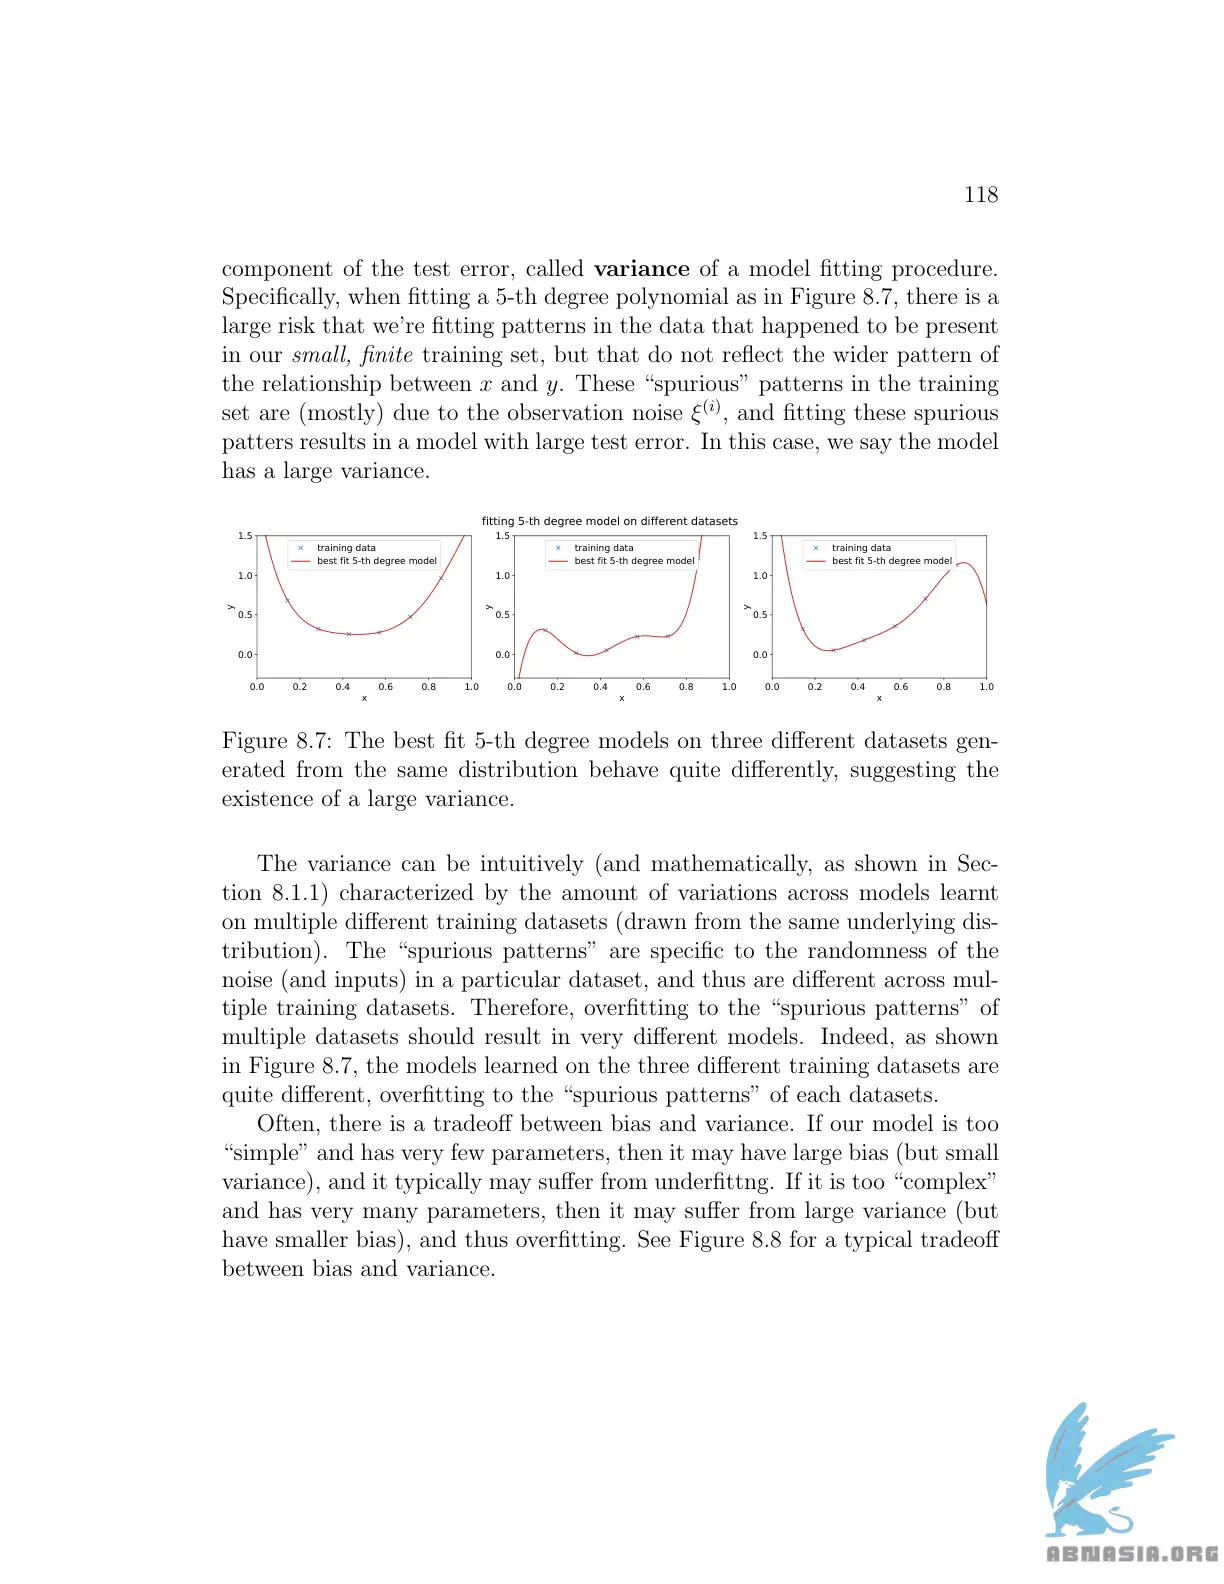 118
component of the test error, called variance of a model fitting procedure.
Specifically, when fitting a 5-th degree polynomial as in Figure 8.7, there is a
large risk that we’re fitting patterns in the data that happened to be present
in our small, finite training set, but that do not reflect the wider pattern of
the relationship between x and y. These “spurious” patterns in the training
set are (mostly) due to the observation noise ξ(i), and fitting these spurious
patters results in a model with large test error. In this case, we say the model
has a large variance.
fitting 5-th degree model on different datasets
1.5
1.0
0.5
0.0
y
training data
best fit 5-th degree model
0.0 0.2 0.4 0.6 0.8 1.0
x
1.5
1.0
0.5
0.0
y
training data
best fit 5-th degree model
0.0 0.2 0.4 0.6 0.8 1.0
x
1.5
1.0
0.5
0.0
y
training data
best fit 5-th degree model
0.0 0.2 0.4 0.6 0.8 1.0
x
Figure 8.7: The best fit 5-th degree models on three different datasets gen-
erated from the same distribution behave quite differently, suggesting the
existence of a large variance.
The variance can be intuitively (and mathematically, as shown in Sec-
tion 8.1.1) characterized by the amount of variations across models learnt
on multiple different training datasets (drawn from the same underlying dis-
tribution). The “spurious patterns” are specific to the randomness of the
noise (and inputs) in a particular dataset, and thus are different across mul-
tiple training datasets. Therefore, overfitting to the “spurious patterns” of
multiple datasets should result in very different models. Indeed, as shown
in Figure 8.7, the models learned on the three different training datasets are
quite different, overfitting to the “spurious patterns” of each datasets.
Often, there is a tradeoff between bias and variance. If our model is too
“simple” and has very few parameters, then it may have large bias (but small
variance), and it typically may suffer from underfittng. If it is too “complex”
and has very many parameters, then it may suffer from large variance (but
have smaller bias), and thus overfitting. See Figure 8.8 for a typical tradeoff
between bias and variance.
ABNASIA.ORG